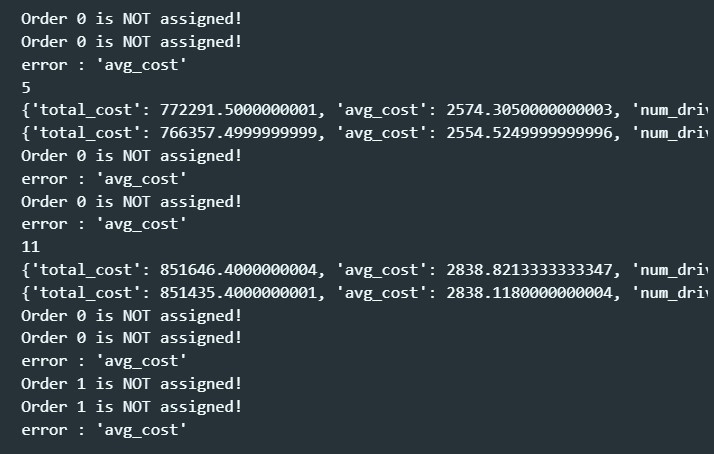 Order 0 is NOT assigned!
Order 0 is NOT assigned!
error : 'avg_cost'
5
{'total_cost': 772291.5000000001, 'avg_cost': 2574.3050000000003, 'num_driv
{'total_cost': 766357.4999999999, 'avg_cost': 2554.5249999999996, 'num_driv
Order 0 is NOT assigned!
error : 'avg_cost'
Order 0 is NOT assigned!
error : 'avg_cost'
11
{'total_cost': 851646.4000000004, 'avg_cost': 2838.8213333333347, 'num_driv
{'total_cost': 851435.4000000001, 'avg_cost': 2838.1180000000004, 'num_driv
Order 0 is NOT assigned!
Order 0 is NOT assigned!
error : 'avg_cost'
Order 1 is NOT assigned!
Order 1 is NOT assigned!
error : 'avg_cost'